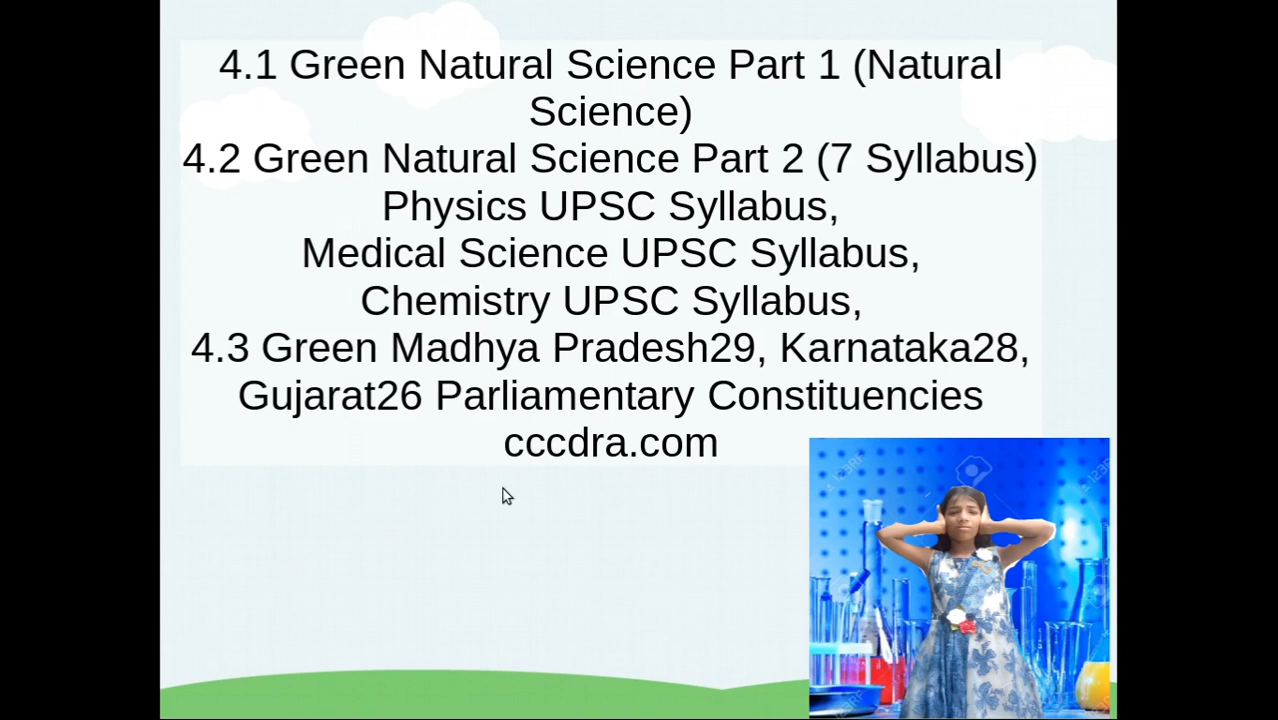 4.1 Green Natural Science Part 1 (Natural
Science)
4.2 Green Natural Science Part 2 (7 Syllabus)
Physics UPSC Syllabus,
Medical Science UPSC Syllabus,
Chemistry UPSC Syllabus,
4.3 Green Madhya Pradesh29, Karnataka28,
Gujarat26 Parliamentary Constituencies
cccdra.com
123RF